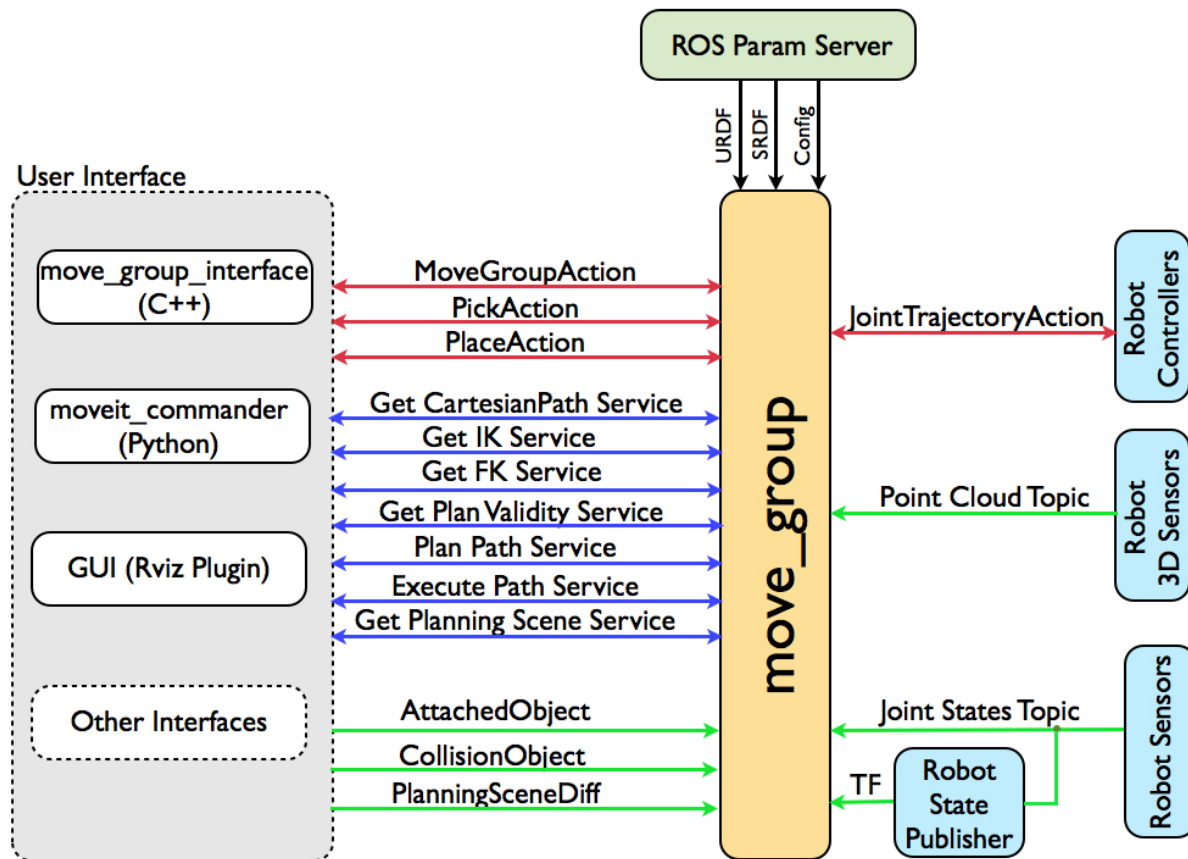 ROS Param Server
URDF
SRDF
Config
User Interface
move_group_interface
(C++)
moveit_commander
(Python)
GUI (Rviz Plugin)
Other Interfaces
MoveGroupAction
PickAction
PlaceAction
Get CartesianPath Service
Get IK Service
Get FK Service
Get Plan Validity Service
Plan Path Service
Execute Path Service
Get Planning Scene Service
AttachedObject
CollisionObject
PlanningSceneDiff
move_group
JointTrajectoryAction
Robot
Controllers
Point Cloud Topic
Robot
3D Sensors
Joint States Topic
Robot Sensors
TF
Robot
State
Publisher